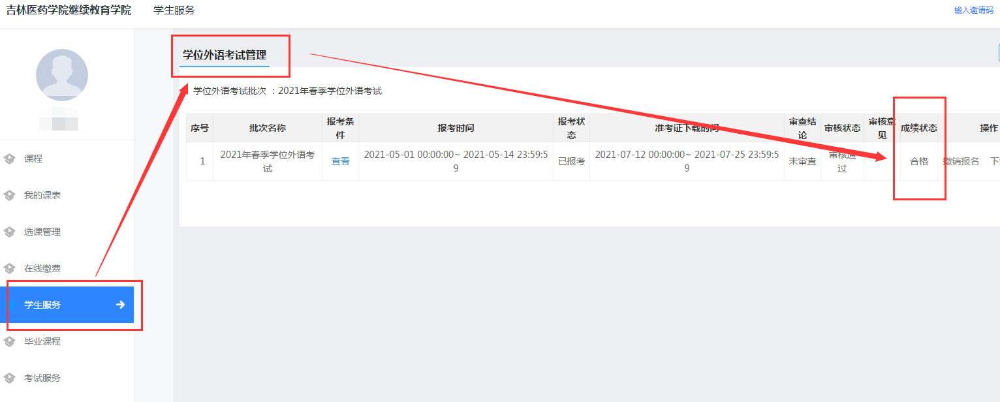 吉林医药学院继续教育学院 学生服务 输入邀请码
学位外语考试管理
学位外语考试批次 ：2021年春季学位外语考试
序号 批次名称 报考条件 报考时间 报考状态 准考证下载时间 审查结论 审核状态 审核意见 成绩状态 操作
1 2021年春季学位外语考试 查看 2021-05-01 00:00:00~ 2021-05-14 23:59:59 已报考 2021-07-12 00:00:00~ 2021-07-25 23:59:59 未审查 审核通过 合格 撤销报名
课程
我的课表
选课管理
在线缴费
学生服务
毕业课程
考试服务